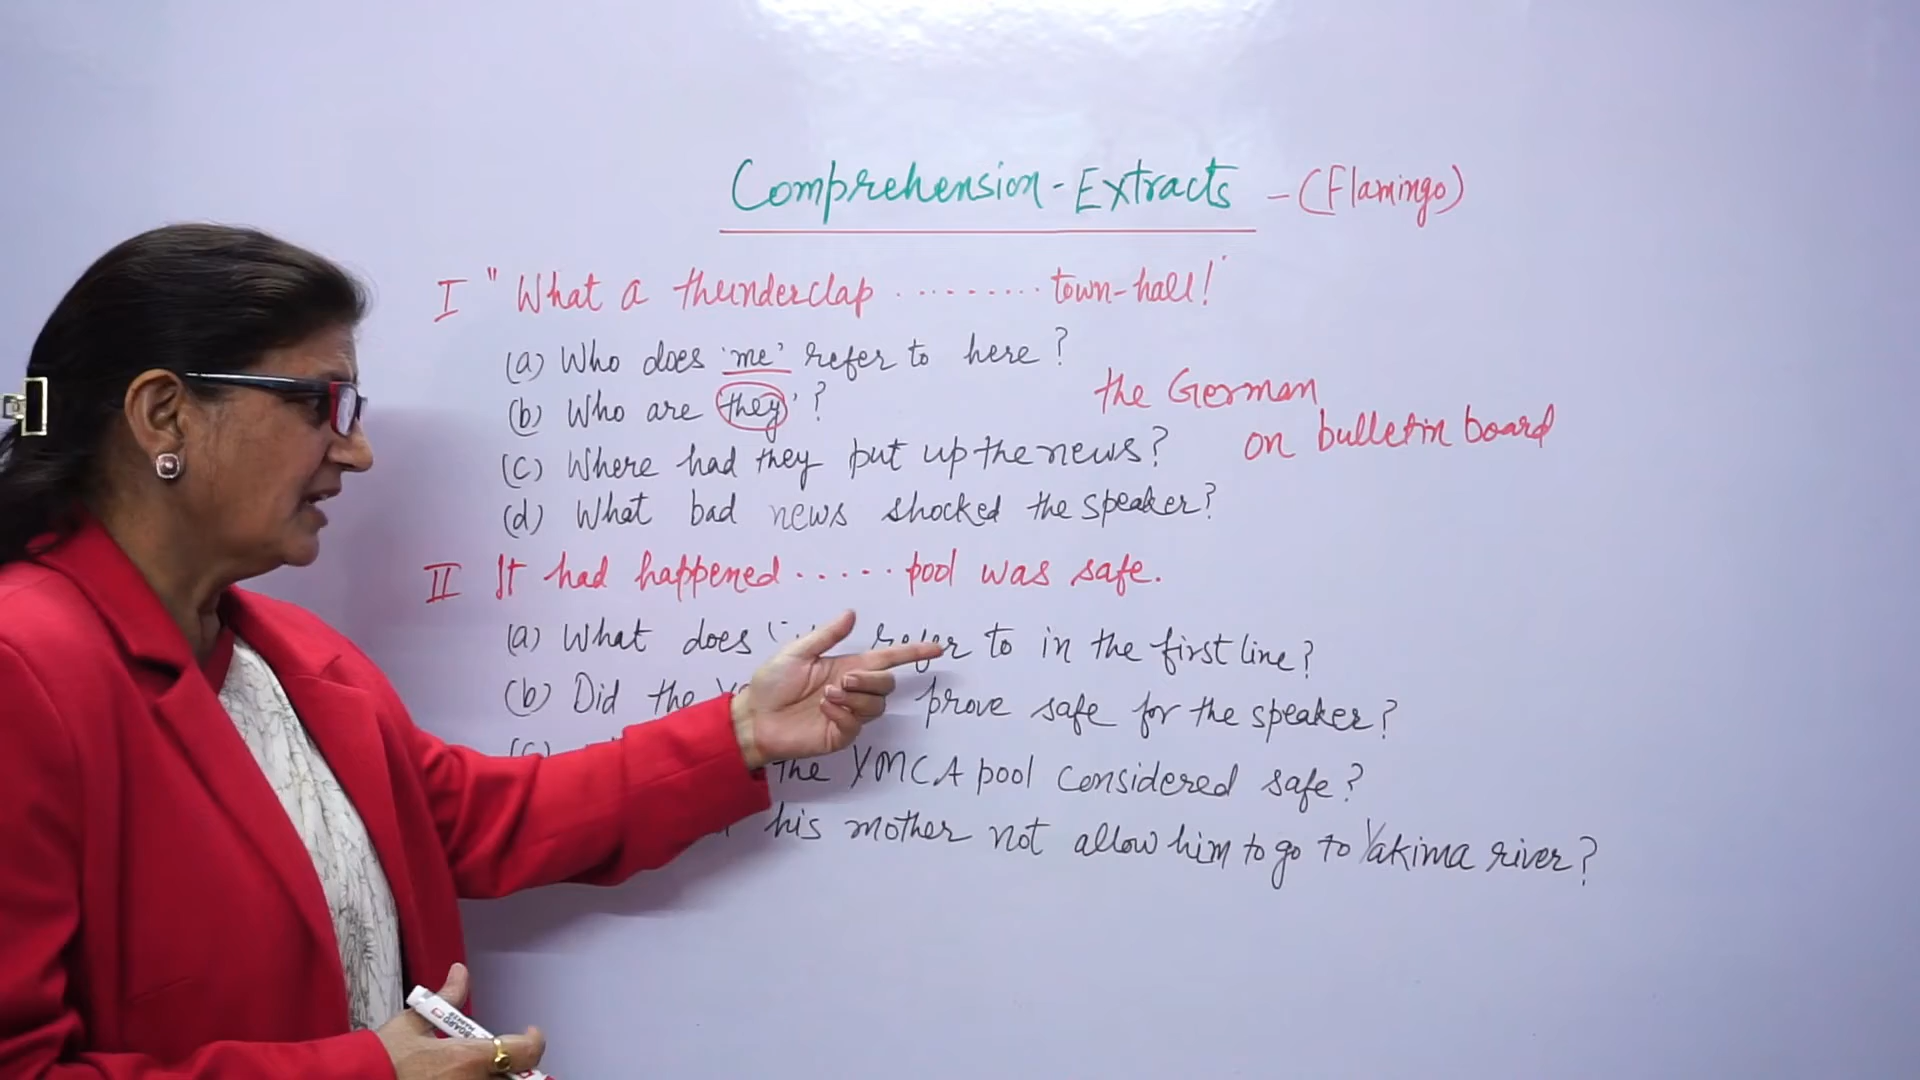 Comprehension - Extracts - (Flamingo)
I "What a thunderclap ......... town-hall!"
(a) Who does 'me' refer to here?
(b) Who are 'they'?
the German
(c) Where had they put up the news?
on bulletin board
(d) What bad news shocked the speaker?
II It had happened ..... pool was safe.
(a) What does refer to in the first line?
(b) Did the prove safe for the speaker?
(c) the YMCA pool considered safe?
his mother not allow him to go to Yakima river?